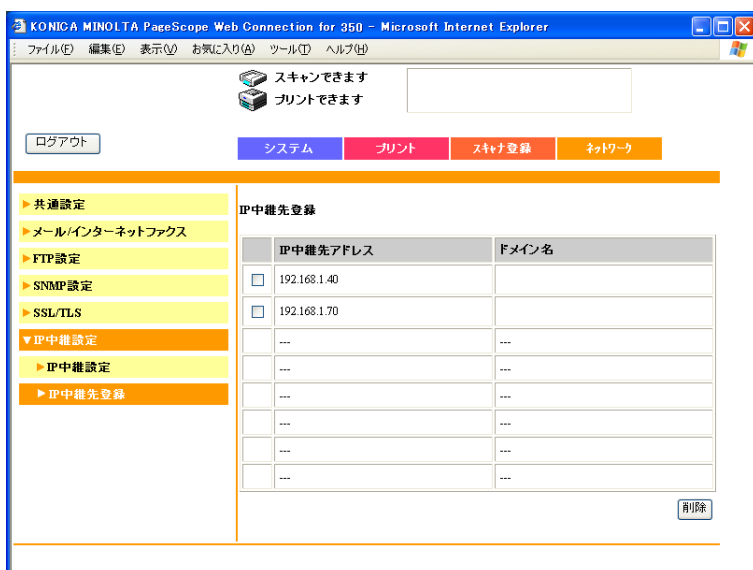 KONICA MINOLTA PageScope Web Connection for 350 - Microsoft Internet Explorer
ファイル(F) 編集(E) 表示(V) お気に入り(A) ツール(T) ヘルプ(H)
スキャンできます
プリントできます
ログアウト
システム プリント スキャナ登録 ネットワーク
共通設定
メール/インターネットファクス
FTP設定
SNMP設定
SSL/TLS
IP中継設定
IP中継設定
IP中継先登録
IP中継先登録
IP中継先アドレス ドメイン名
192.168.1.40
192.168.1.70
--- ---
--- ---
--- ---
--- ---
--- ---
--- ---
削除